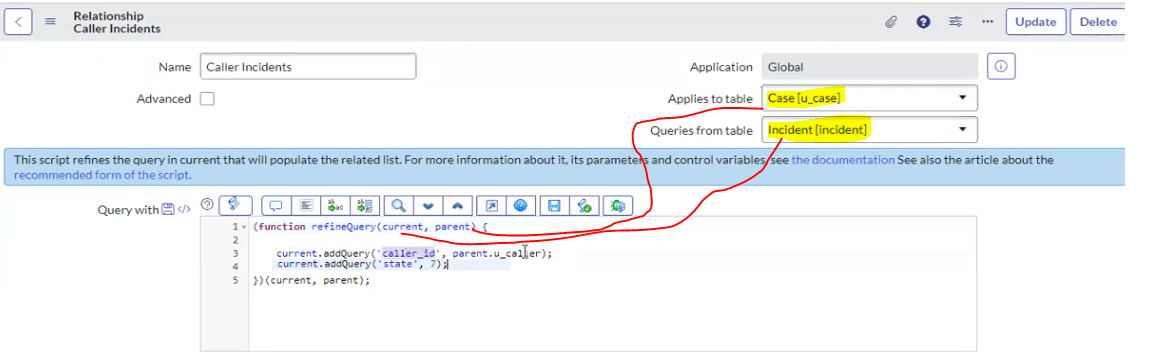 Relationship
Caller Incidents
Update
Delete
Name
Caller Incidents
Application
Global
Advanced
Applies to table
Case [u_case]
Queries from table
Incident [incident]
This script refines the query in current that will populate the related list. For more information about it, its parameters and control variables, see the documentation See also the article about the
recommended form of the script.
Query with
1 (function refineQuery(current, parent) {
2
3 current.addQuery('caller_id', parent.u_caller);
4 current.addQuery('state', 7);
5 })(current, parent);